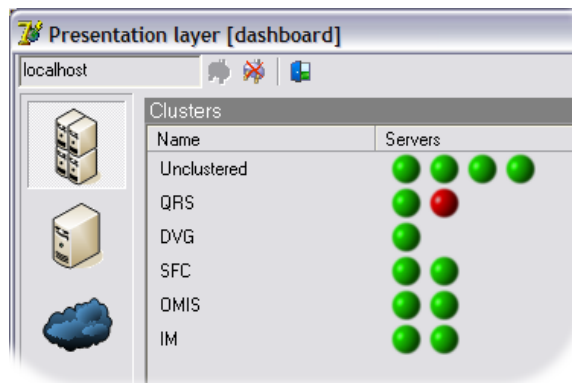 Presentation layer [dashboard]
localhost
Clusters
Name Servers
Unclustered
QRS
DVG
SFC
OMIS
IM